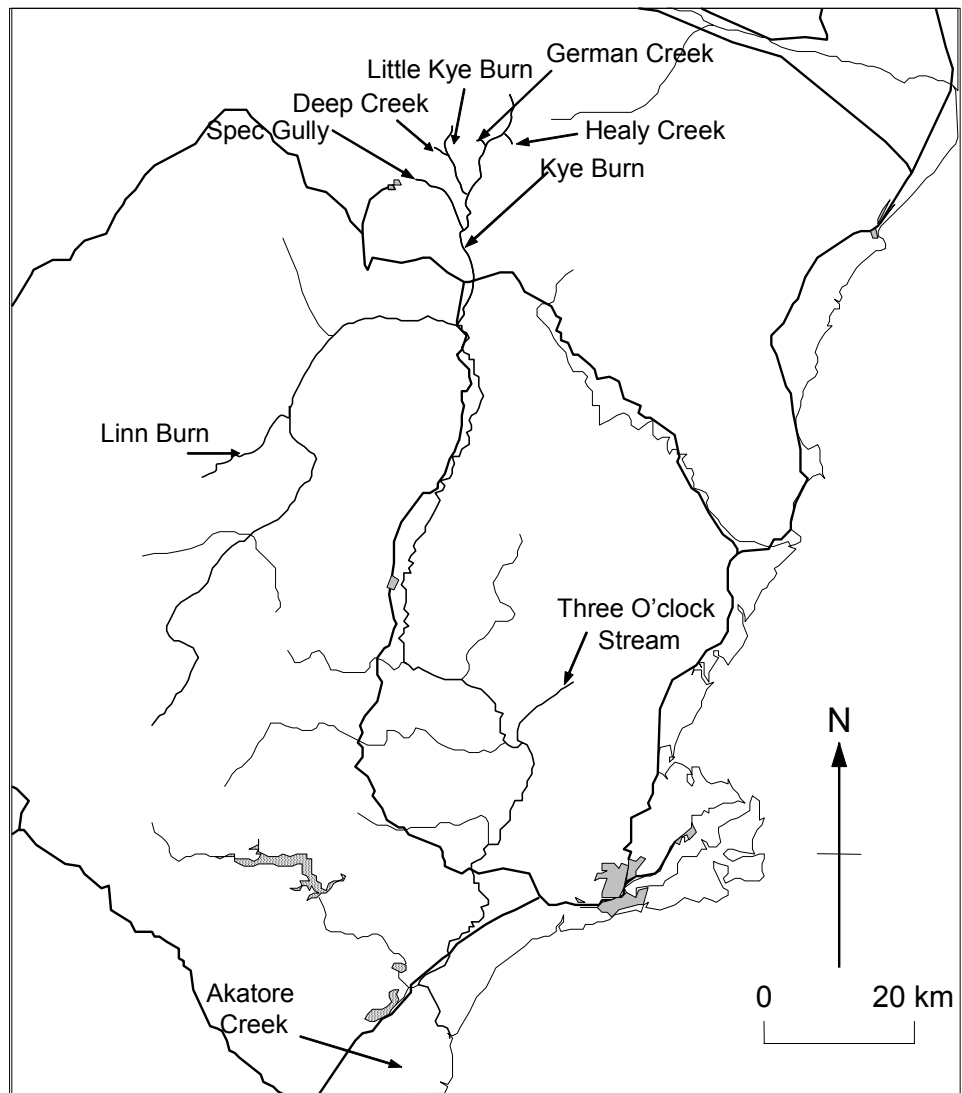 German Creek
Little Kye Burn
Deep Creek
Spec Gully
Healy Creek
Kye Burn
Linn Burn
Three O’clock
Stream
N
Akatore
Creek
0 20 km